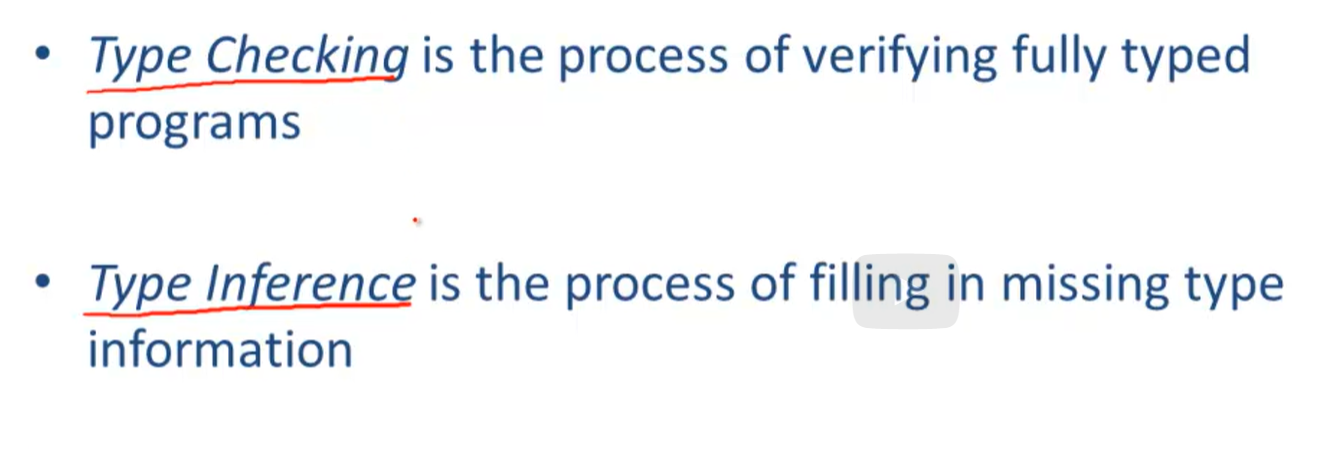 • Type Checking is the process of verifying fully typed
programs
• Type Inference is the process of filling in missing type
information